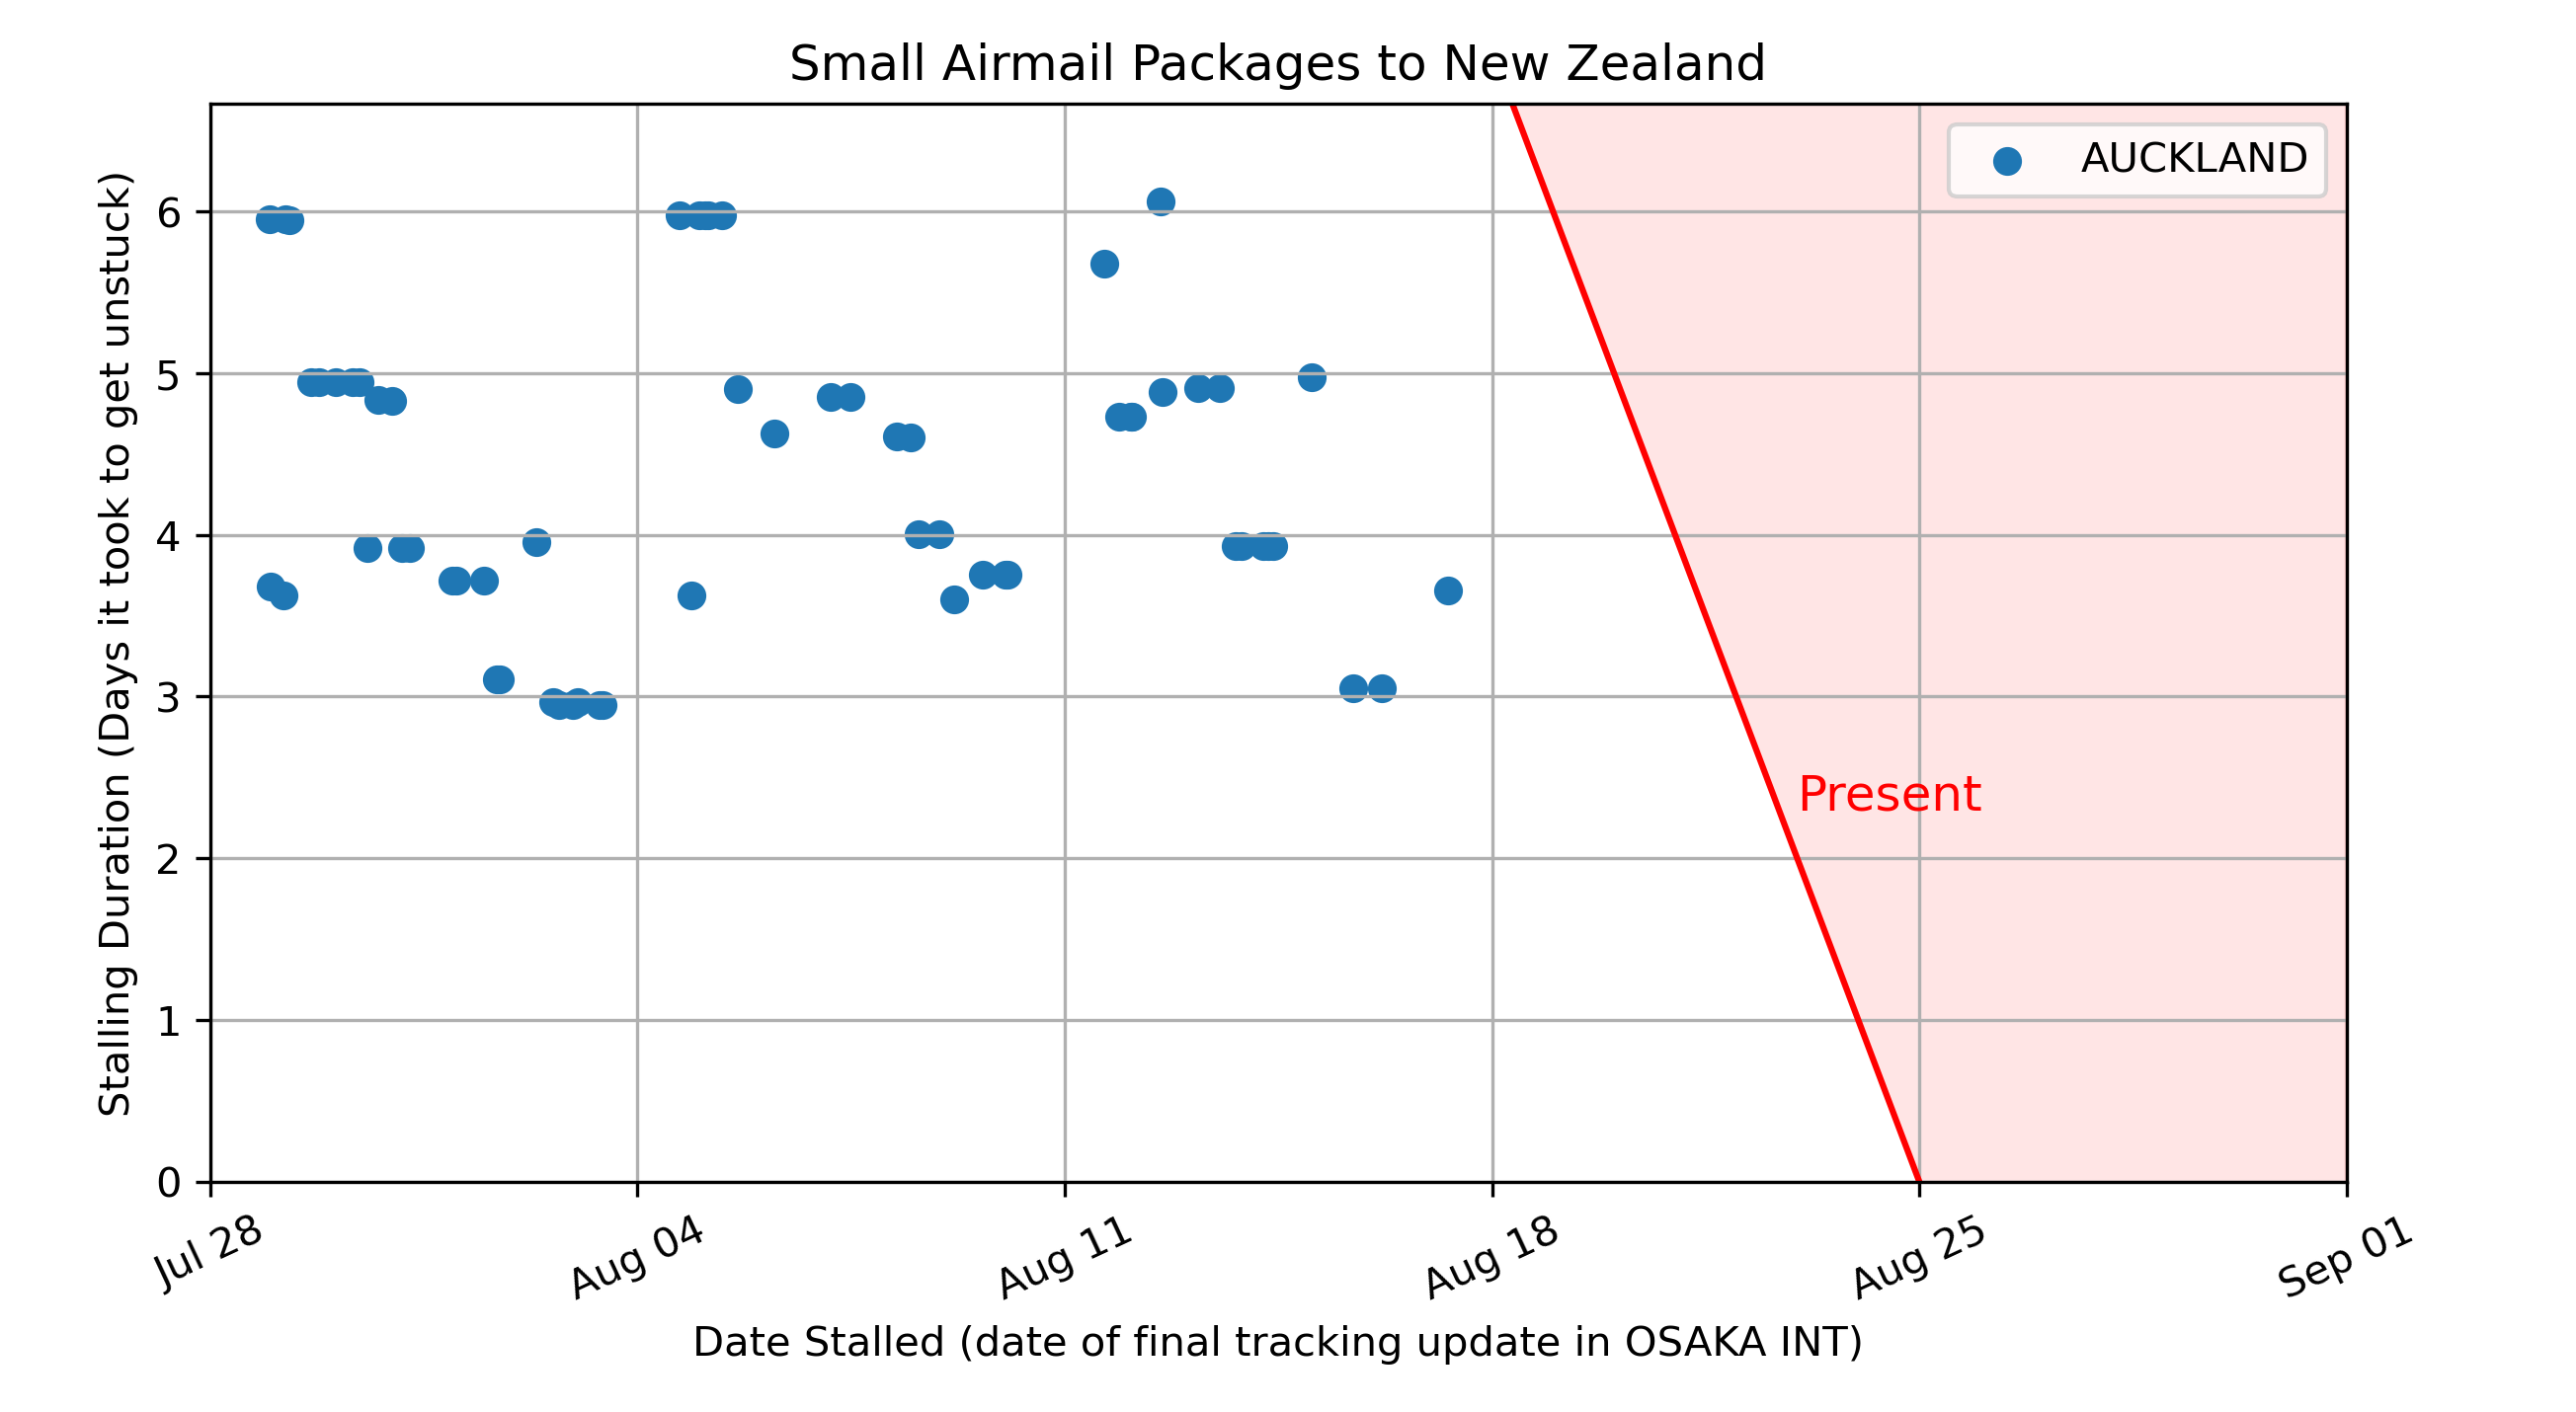 Small Airmail Packages to New Zealand
AUCKLAND
Stalling Duration (Days it took to get unstuck)
6
5
4
3
2
1
0
Present
Jul 28
Aug 04
Aug 11
Aug 18
Aug 25
Sep 01
Date Stalled (date of final tracking update in OSAKA INT)